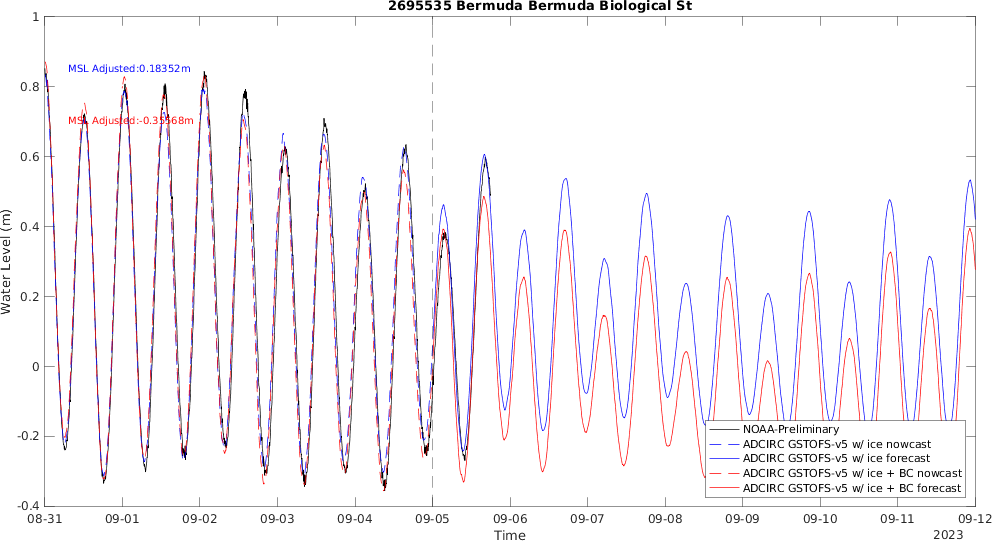 2695535 Bermuda Bermuda Biological St
1
0.8
0.6
0.4
0.2
0
-0.2
-0.4
Water Level (m)
MSL Adjusted:0.18352m
MSL Adjusted:-0.35568m
NOAA-Preliminary
ADCIRC GSTOFS-v5 w/ ice nowcast
ADCIRC GSTOFS-v5 w/ ice forecast
ADCIRC GSTOFS-v5 w/ ice + BC nowcast
ADCIRC GSTOFS-v5 w/ ice + BC forecast
08-31 09-01 09-02 09-03 09-04 09-05 09-06 09-07 09-08 09-09 09-10 09-11 09-12
Time
2023